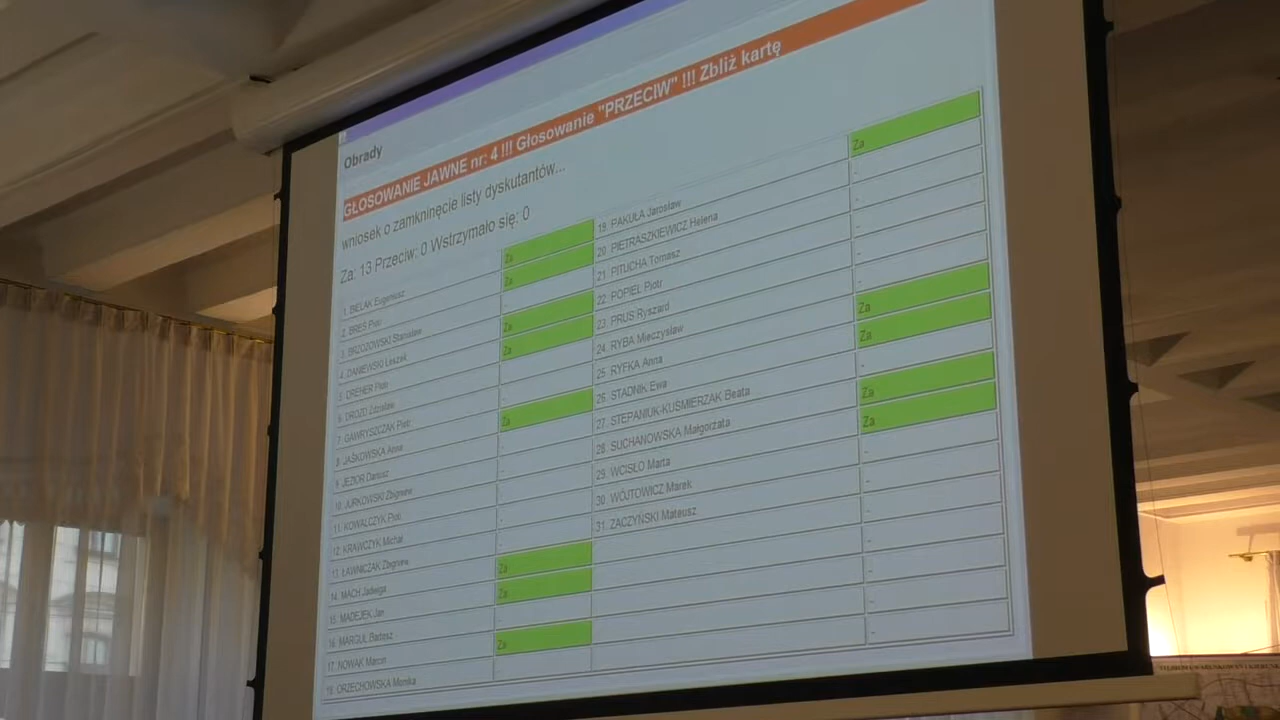 Obrady
GŁOSOWANIE JAWNE nr: 4 !!! Głosowanie "PRZECIW" !!! Zbliż kartę
wniosek o zamkninęcie listy dyskutantów...
Za: 13 Przeciw: 0 Wstrzymało się: 0
1. BIELAK Eugeniusz Za
2. BREŚ Piotr Za
3. BRZOZOWSKI Stanisław -
4. DANIEWSKI Leszek Za
5. DREHER Piotr Za
6. DROZD Zdzisław -
7. GAWRYSZCZAK Piotr Za
8. JAŚKOWSKA Anna -
9. JEZIOR Dariusz -
10. JURKOWSKI Zbigniew -
11. KOWALCZYK Piotr -
12. KRAWCZYK Michał -
13. ŁAWNICZAK Zbigniew Za
14. MACH Jadwiga Za
15. MADEJEK Jan -
16. MARGUL Bartosz Za
17. NOWAK Marcin
18. ORZECHOWSKA Monika
19. PAKUŁA Jarosław Za
20. PIETRASZKIEWICZ Helena -
21. PITUCHA Tomasz -
22. POPIEL Piotr -
23. PRUS Ryszard -
24. RYBA Mieczysław -
25. RYFKA Anna Za
26. STADNIK Ewa Za
27. STEPANIUK-KUŚMIERZAK Beata -
28. SUCHANOWSKA Małgorzata Za
29. WCISŁO Marta Za
30. WÓJTOWICZ Marek -
31. ZACZYŃSKI Mateusz -